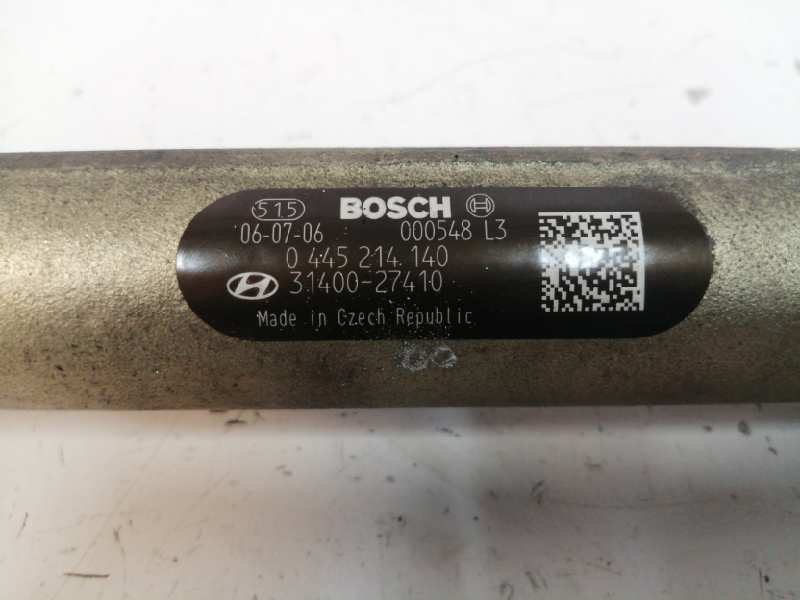 515 BOSCH
06-07-06 000548 L3
0 445 214 140
31400-27410
Made in Czech Republic